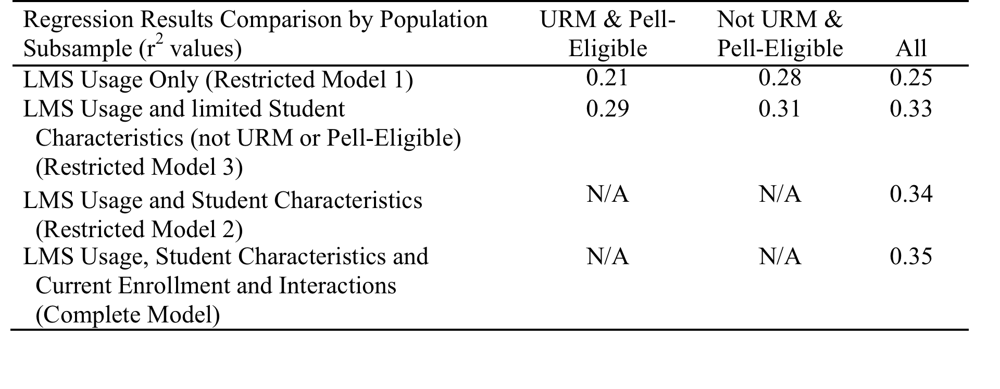 Regression Results Comparison by Population URM & Pell- Not URM &
Subsample (r² values) Eligible Pell-Eligible All
LMS Usage Only (Restricted Model 1) 0.21 0.28 0.25
LMS Usage and limited Student 0.29 0.31 0.33
Characteristics (not URM or Pell-Eligible)
(Restricted Model 3)
LMS Usage and Student Characteristics N/A N/A 0.34
(Restricted Model 2)
LMS Usage, Student Characteristics and N/A N/A 0.35
Current Enrollment and Interactions
(Complete Model)